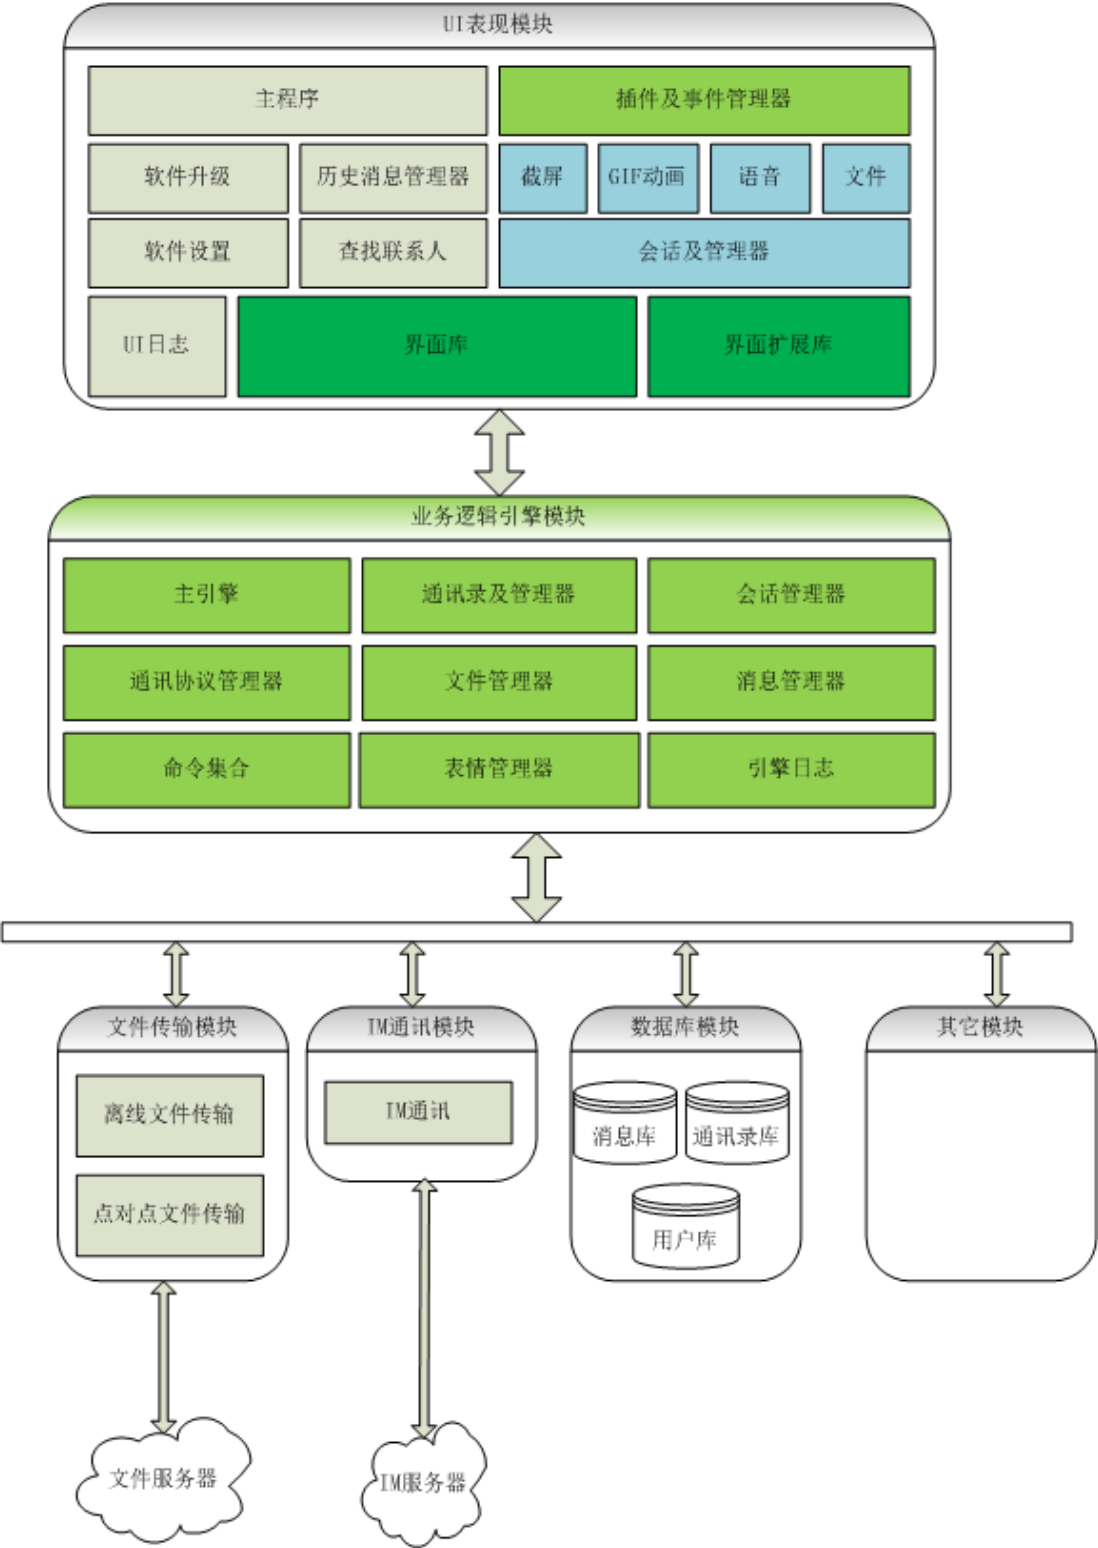 UI表现模块
主程序
插件及事件管理器
软件升级
历史消息管理器
截屏
GIF动画
语音
文件
软件设置
查找联系人
会话及管理器
UI日志
界面库
界面扩展库
业务逻辑引擎模块
主引擎
通讯录及管理器
会话管理器
通讯协议管理器
文件管理器
消息管理器
命令集合
表情管理器
引擎日志
文件传输模块
IM通讯模块
数据库模块
其它模块
离线文件传输
IM通讯
消息库
通讯录库
点对点文件传输
用户库
文件服务器
IM服务器